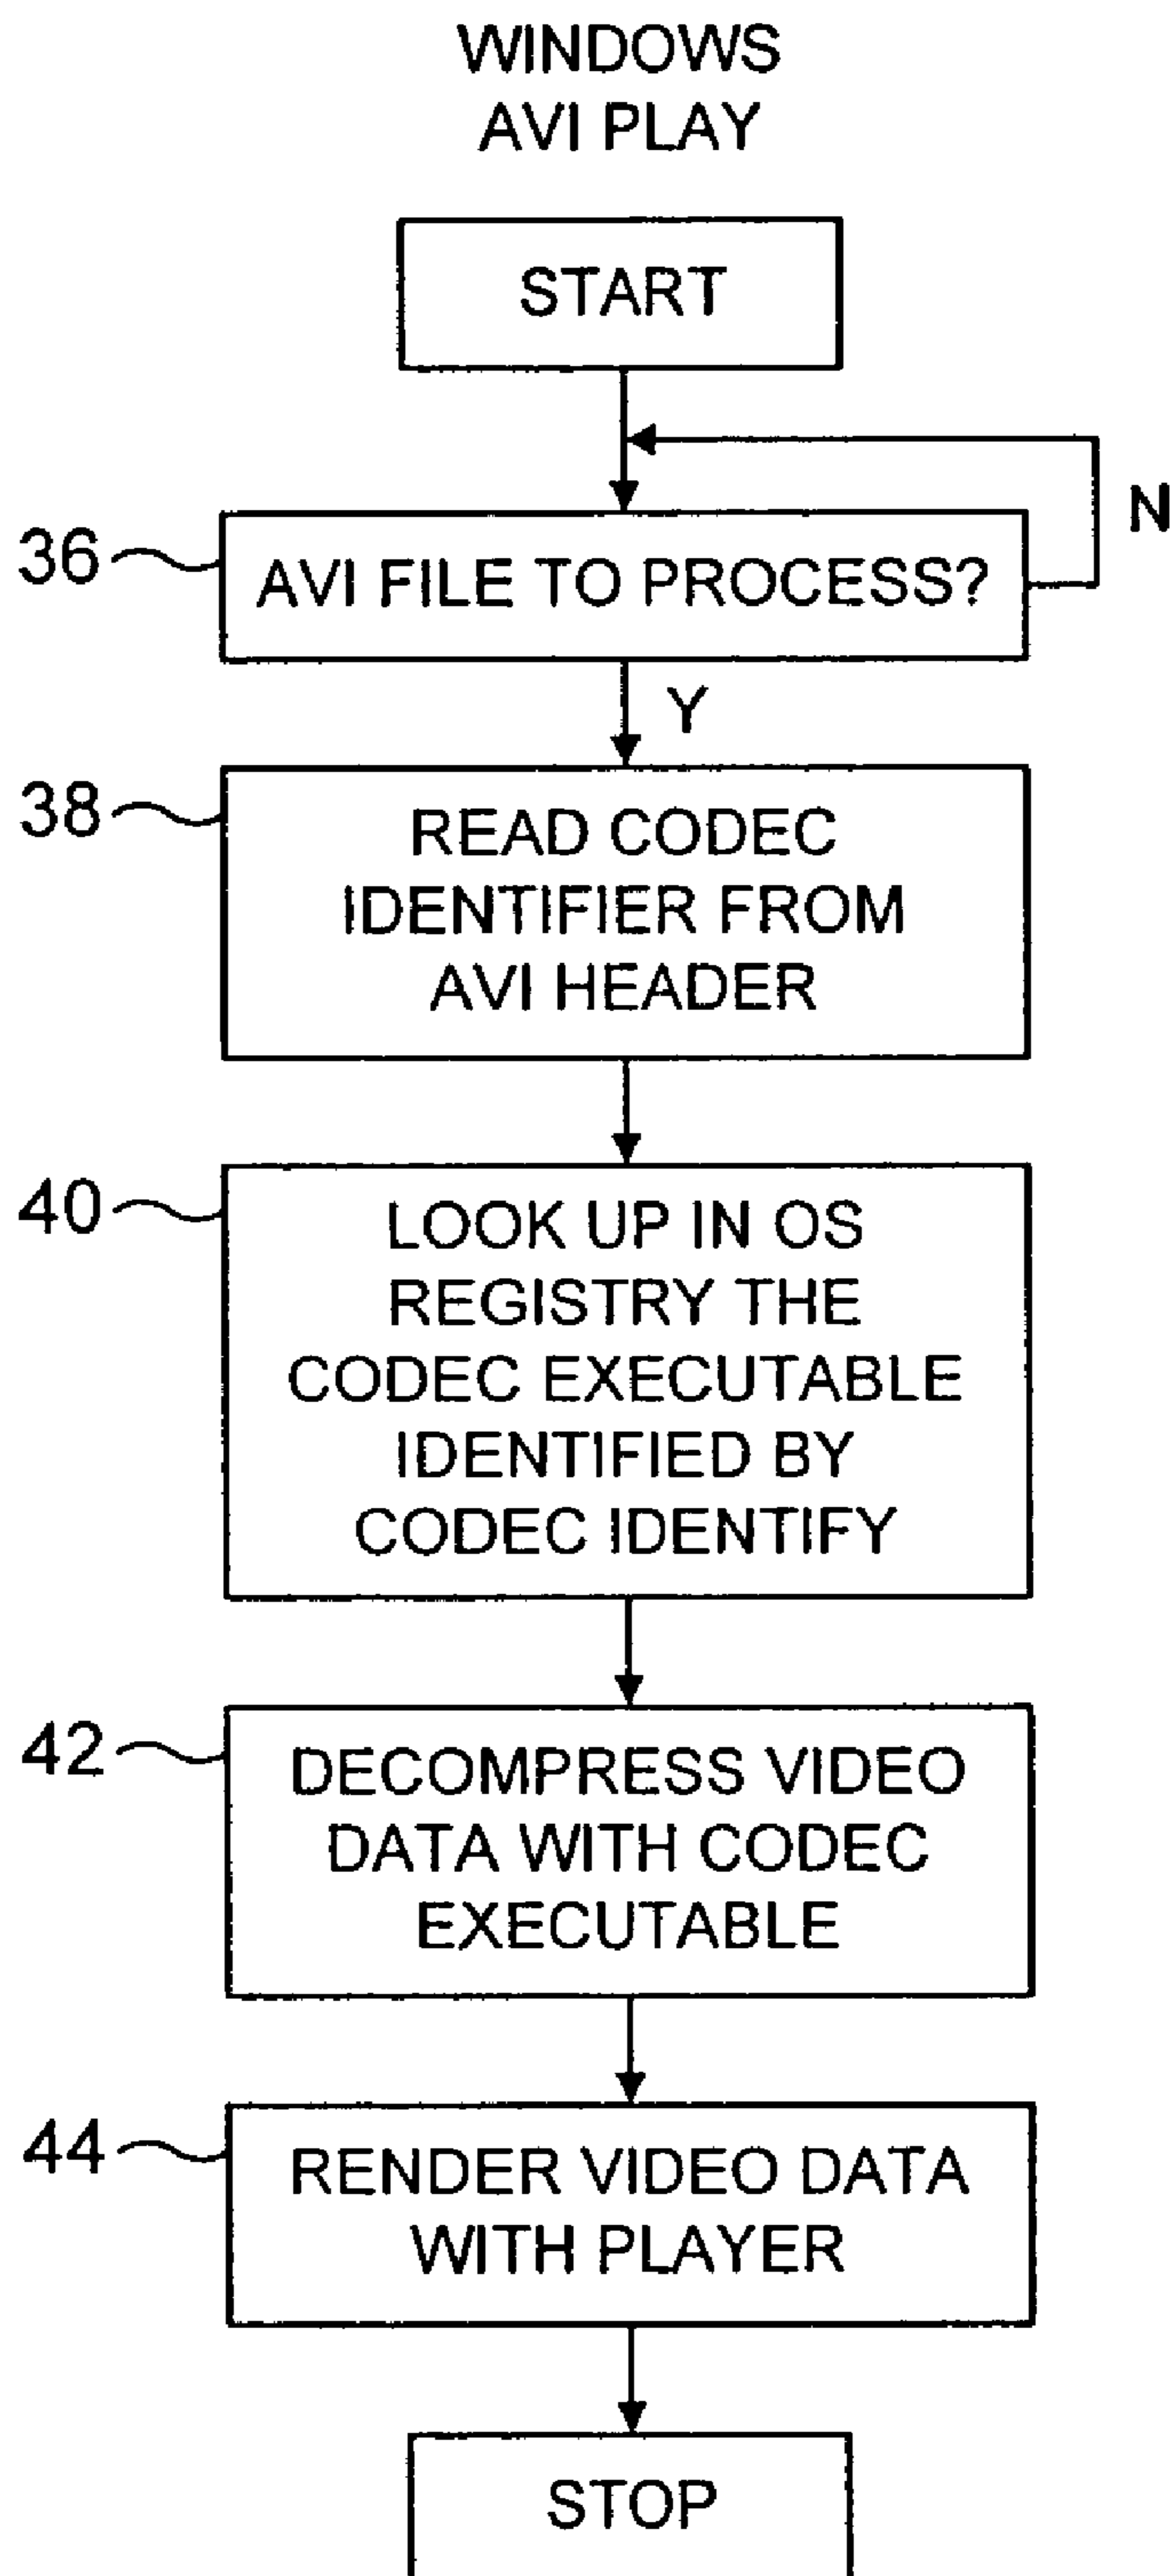 WINDOWS
AVI PLAY
START
N
36
AVI FILE TO PROCESS?
Y
38
READ CODEC
IDENTIFIER FROM
AVI HEADER
40
LOOK UP IN OS
REGISTRY THE
CODEC EXECUTABLE
IDENTIFIED BY
CODEC IDENTIFY
42
DECOMPRESS VIDEO
DATA WITH CODEC
EXECUTABLE
44
RENDER VIDEO DATA
WITH PLAYER
STOP